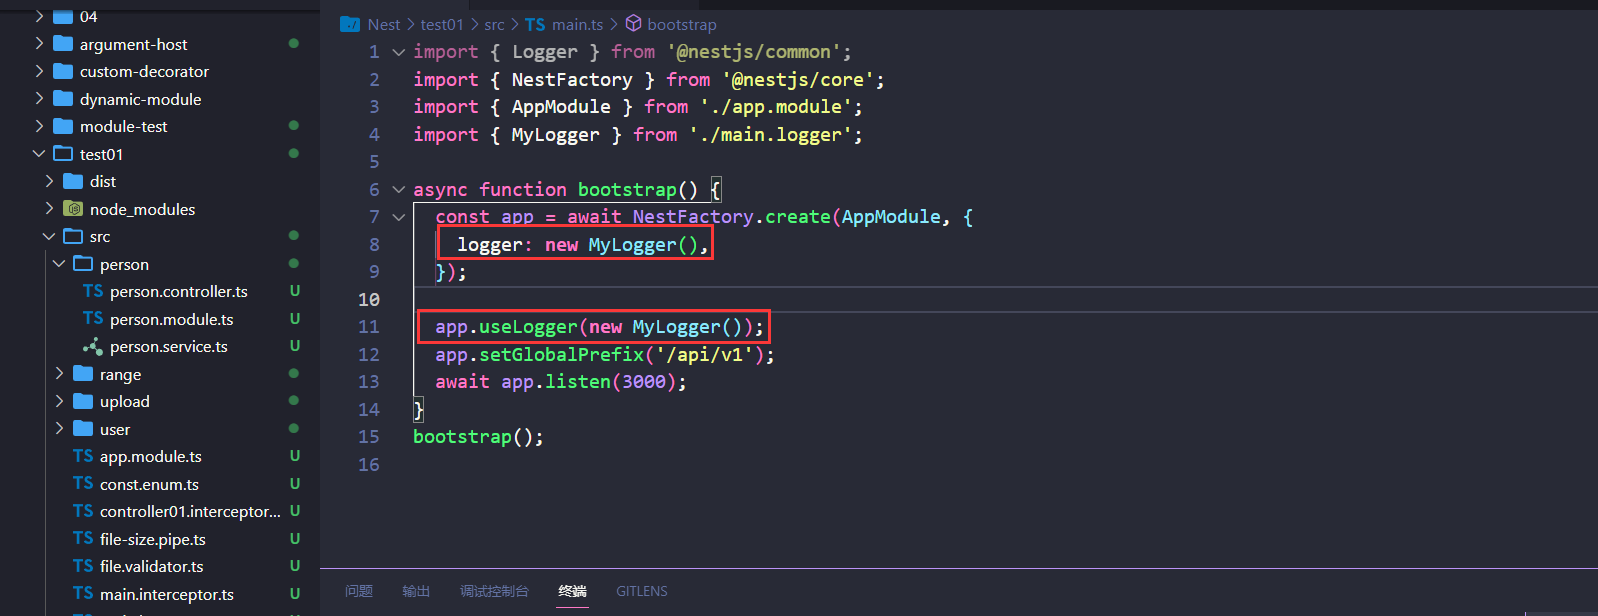 04
argument-host
custom-decorator
dynamic-module
module-test
test01
dist
node_modules
src
person
TS person.controller.ts U
TS person.module.ts U
person.service.ts U
range
upload
user
TS app.module.ts U
TS const.enum.ts U
TS controller01.interceptor... U
TS file-size.pipe.ts U
TS file.validator.ts U
TS main.interceptor.ts U
Nest > test01 > src > TS main.ts > bootstrap
1 import { Logger } from '@nestjs/common';
2 import { NestFactory } from '@nestjs/core';
3 import { AppModule } from './app.module';
4 import { MyLogger } from './main.logger';
5
6 async function bootstrap() {
7 const app = await NestFactory.create(AppModule, {
8 logger: new MyLogger(),
9 });
10
11 app.useLogger(new MyLogger());
12 app.setGlobalPrefix('/api/v1');
13 await app.listen(3000);
14 }
15 bootstrap();
16
问题 输出 调试控制台 终端 GITLENS